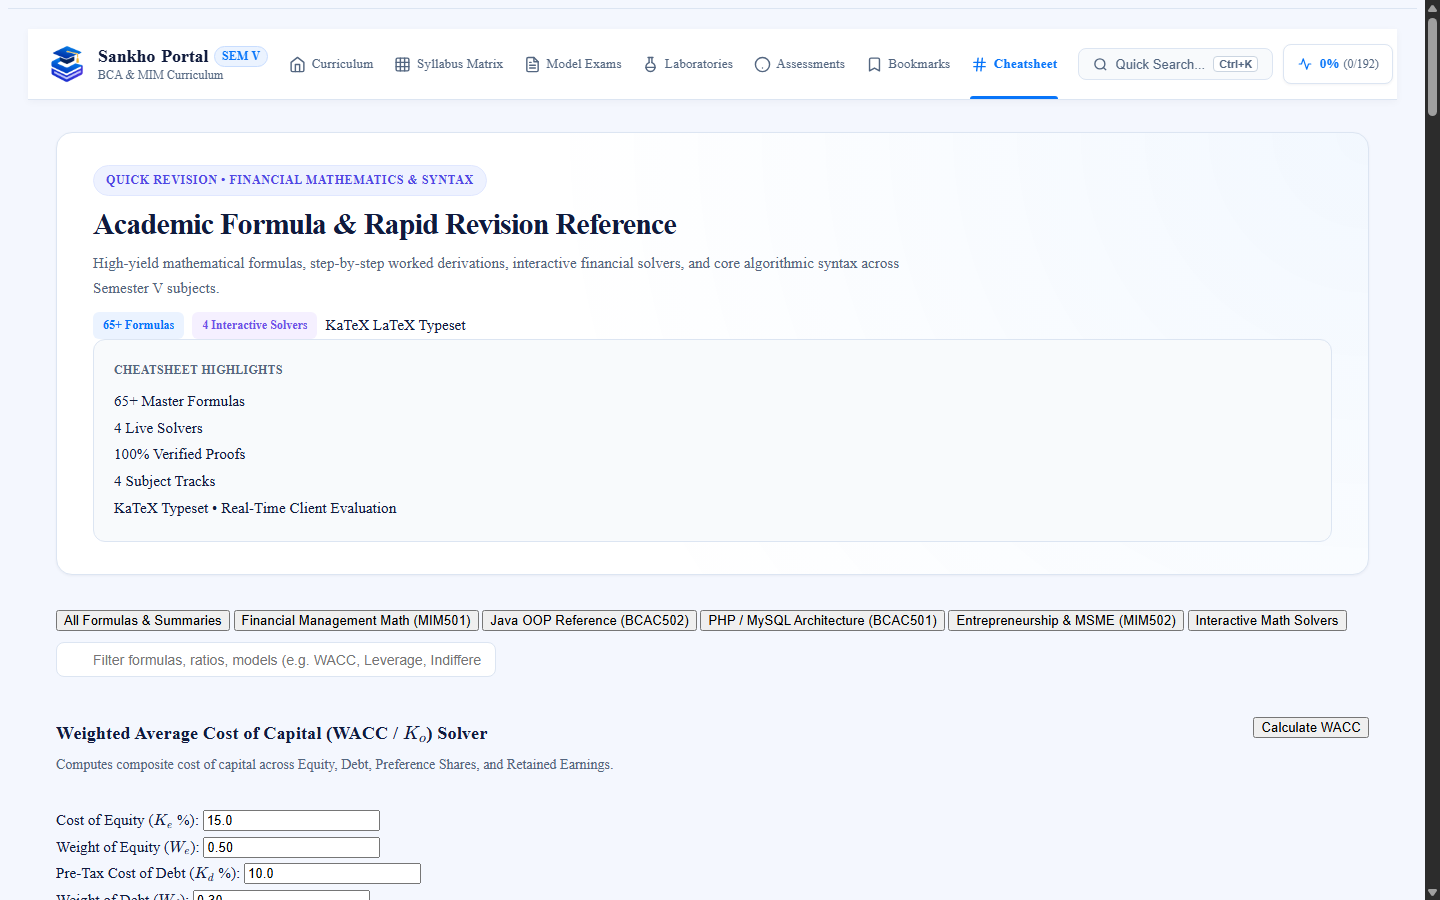 Sankho Portal SEM V
BCA & MIM Curriculum
Curriculum
Syllabus Matrix
Model Exams
Laboratories
Assessments
Bookmarks
Cheatsheet
Quick Search... Ctrl+K
0% (0/192)
QUICK REVISION • FINANCIAL MATHEMATICS & SYNTAX
Academic Formula & Rapid Revision Reference
High-yield mathematical formulas, step-by-step worked derivations, interactive financial solvers, and core algorithmic syntax across
Semester V subjects.
65+ Formulas 4 Interactive Solvers KaTeX LaTeX Typeset
CHEATSHEET HIGHLIGHTS
65+ Master Formulas
4 Live Solvers
100% Verified Proofs
4 Subject Tracks
KaTeX Typeset • Real-Time Client Evaluation
All Formulas & Summaries
Financial Management Math (MIM501)
Java OOP Reference (BCAC502)
PHP / MySQL Architecture (BCAC501)
Entrepreneurship & MSME (MIM502)
Interactive Math Solvers
Filter formulas, ratios, models (e.g. WACC, Leverage, Indiffere
Weighted Average Cost of Capital (WACC / K_o) Solver
Calculate WACC
Computes composite cost of capital across Equity, Debt, Preference Shares, and Retained Earnings.
Cost of Equity (K_e %): 15.0
Weight of Equity (W_e): 0.50
Pre-Tax Cost of Debt (K_d %): 10.0
Weight of Debt (W_d): 0.30